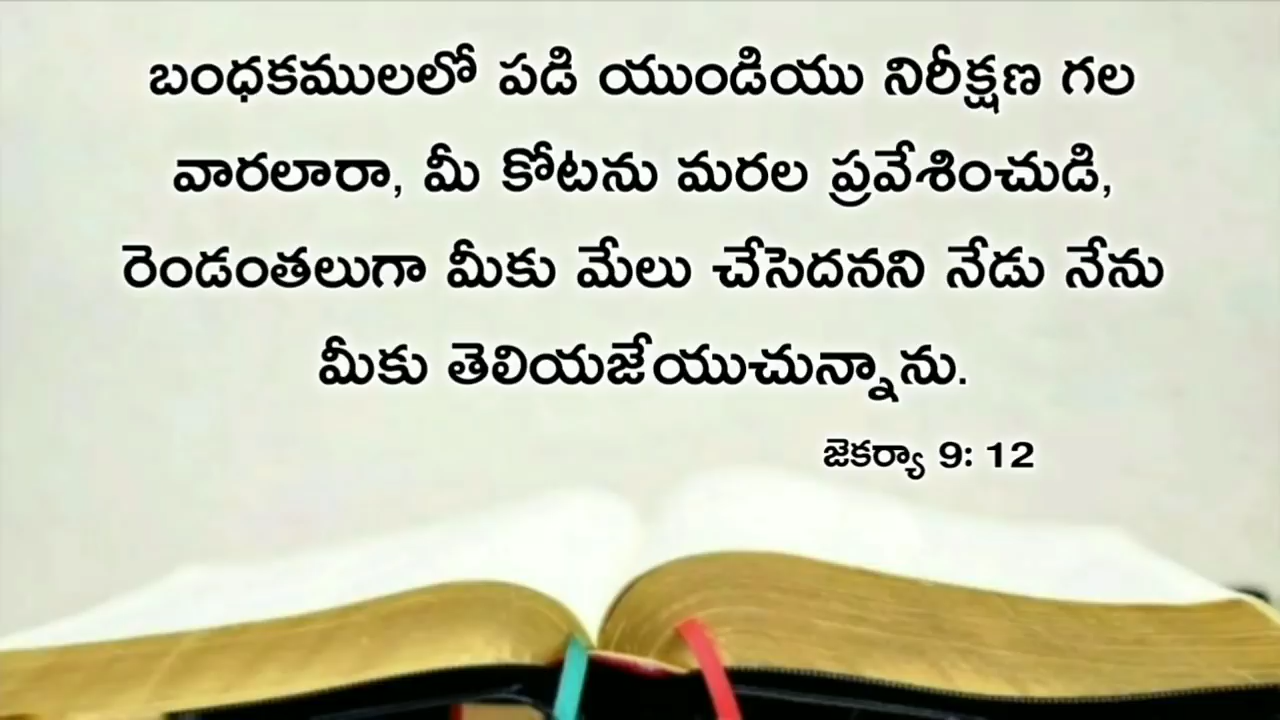 బంధకములలో పడి యుండియు నిరీక్షణ గల
వారలారా, మీ కోటను మరల ప్రవేశించుడి,
రెండంతలుగా మీకు మేలు చేసెదనని నేడు నేను
మీకు తెలియజేయుచున్నాను.
జెకర్యా 9: 12